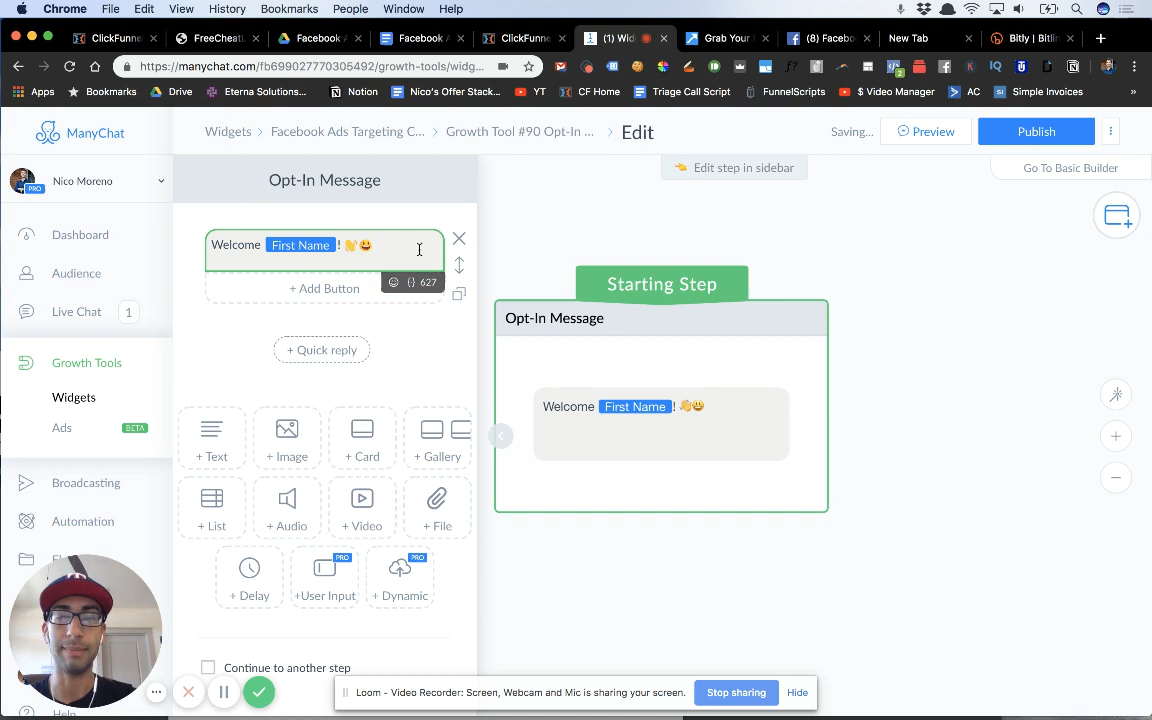 Chrome File Edit View History Bookmarks People Window Help
ClickFunne FreeCheatL Facebook A Facebook A ClickFunne (1) Wid Grab Your (8) Facebo New Tab Bitly | Bitlin
https://manychat.com/fb699027770305492/growth-tools/widg...
Apps Bookmarks Drive Eterna Solutions... Notion Nico's Offer Stack... YT CF Home Triage Call Script FunnelScripts $ Video Manager AC Simple Invoices »
ManyChat
Widgets > Facebook Ads Targeting C... > Growth Tool #90 Opt-In ... > Edit
Saving... Preview Publish
Nico Moreno
PRO
Opt-In Message
Edit step in sidebar
Go To Basic Builder
Dashboard
Audience
Live Chat 1
Growth Tools
Widgets
Ads BETA
Broadcasting
Automation
Help
Welcome First Name !
{} 627
+ Add Button
+ Quick reply
+ Text + Image + Card + Gallery
+ List + Audio + Video + File
PRO PRO
+ Delay +User Input + Dynamic
Continue to another step
Starting Step
Opt-In Message
Welcome First Name !
Loom - Video Recorder: Screen, Webcam and Mic is sharing your screen. Stop sharing Hide